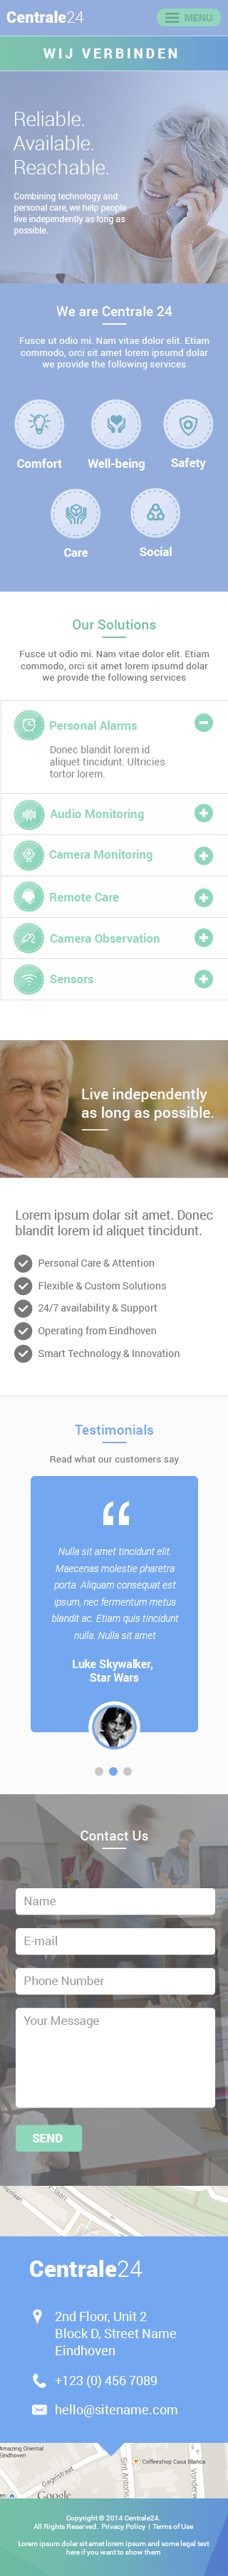 Centrale24
MENU
WIJ VERBINDEN
Reliable.
Available.
Reachable.
Combining technology and
personal care, we help people
live independently as long as
possible.
We are Centrale 24
Fusce ut odio mi. Nam vitae dolor elit. Etiam
commodo, orci sit amet lorem ipsumd dolar
we provide the following services
Comfort
Well-being
Safety
Care
Social
Our Solutions
Fusce ut odio mi. Nam vitae dolor elit. Etiam
commodo, orci sit amet lorem ipsumd dolar
we provide the following services
Personal Alarms
Donec blandit lorem id
aliquet tincidunt. Ultricies
tortor lorem.
Audio Monitoring
Camera Monitoring
Remote Care
Camera Observation
Sensors
Live independently
as long as possible.
Lorem ipsum dolar sit amet. Donec
blandit lorem id aliquet tincidunt.
Personal Care & Attention
Flexible & Custom Solutions
24/7 availability & Support
Operating from Eindhoven
Smart Technology & Innovation
Testimonials
Read what our customers say
“
Nulla sit amet tincidunt elit.
Maecenas molestie pharetra
porta. Aliquam consequat est
ipsum, nec fermentum metus
blandit ac. Etiam quis tincidunt
nulla. Nulla sit amet
Luke Skywalker,
Star Wars
Contact Us
Name
E-mail
Phone Number
Your Message
SEND
Centrale24
2nd Floor, Unit 2
Block D, Street Name
Eindhoven
+123 (0) 456 7089
hello@sitename.com
Amazing Oriental
Eindhoven
Gagelstraat
Coffeeshop Casa Blanca
Google
Copyright © 2014 Centrale24.
All Rights Reserved. Privacy Policy | Terms of Use
Lorem ipsum dolar sit amet lorem ipsum and some legal text
here if you want to show them